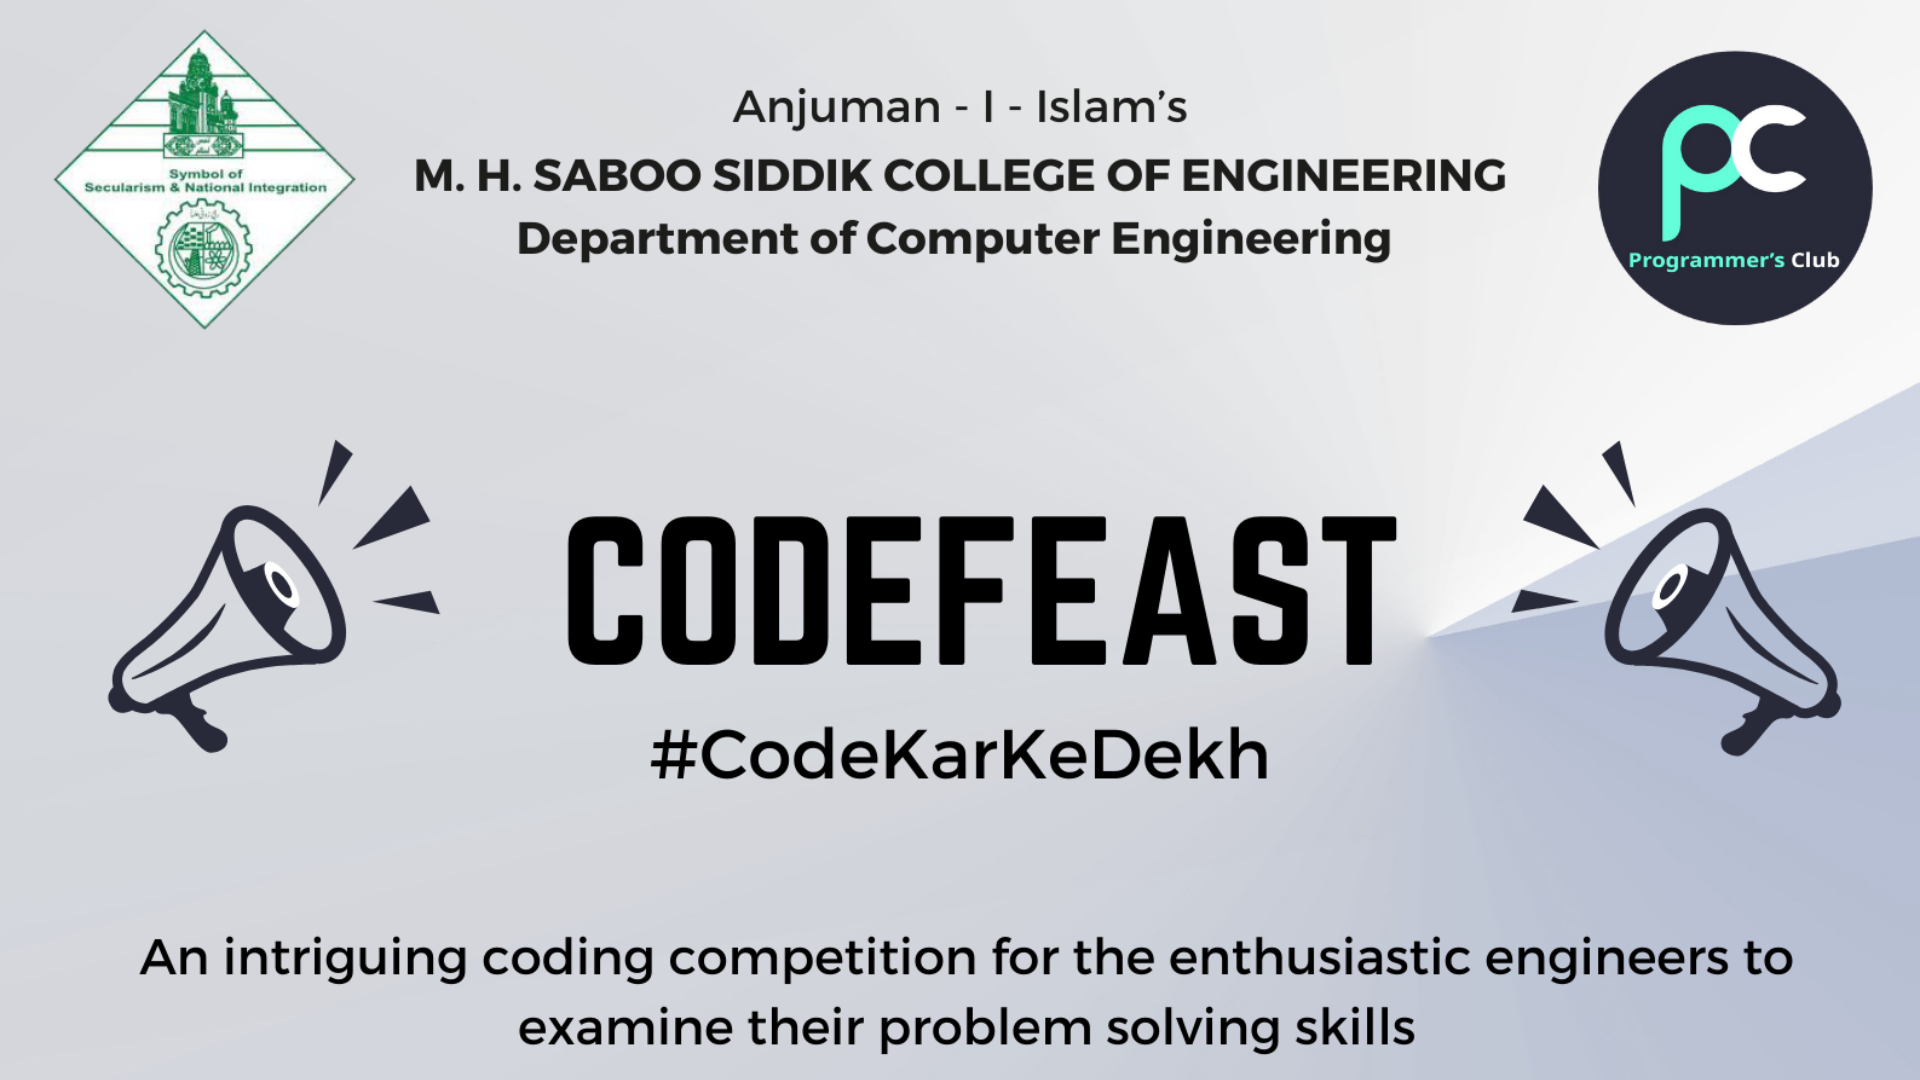 Anjuman - I - Islam’s
M. H. SABOO SIDDIK COLLEGE OF ENGINEERING
Department of Computer Engineering
Symbol of
Secularism & National Integration
PC
Programmer’s Club
CODEFEAST
#CodeKarKeDekh
An intriguing coding competition for the enthusiastic engineers to
examine their problem solving skills